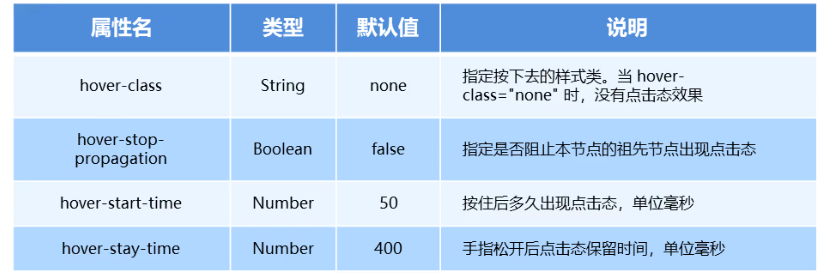 属性名 类型 默认值 说明
hover-class String none 指定按下去的样式类。当 hover-
class="none" 时，没有点击态效果
hover-stop-
propagation Boolean false 指定是否阻止本节点的祖先节点出现点击态
hover-start-time Number 50 按住后多久出现点击态，单位毫秒
hover-stay-time Number 400 手指松开后点击态保留时间，单位毫秒